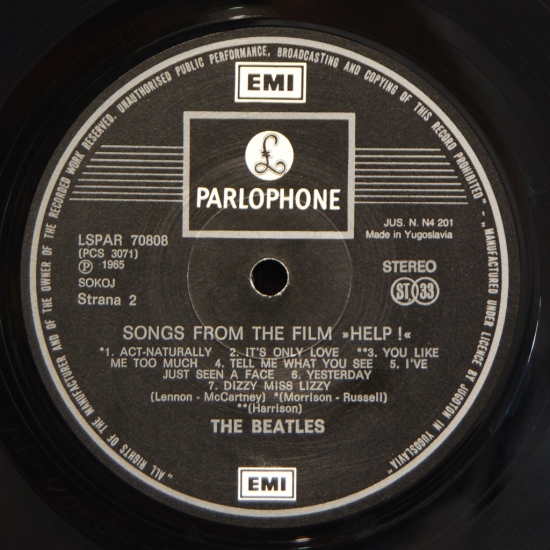 UNAUTHORISED PUBLIC PERFORMANCE, BROADCASTING AND COPYING OF THIS RECORD PROHIBITED" - "MANUFACTURED UNDER LICENCE BY JUGOTON IN YUGOSLAVIA"
"ALL RIGHTS OF THE MANUFACTURER AND OF THE OWNER OF THE RECORDED WORK RESERVED.
EMI
£
PARLOPHONE
JUS. N. N4 201
Made in Yugoslavia
LSPAR 70808
(PCS 3071)
Ⓟ 1965
SOKOJ
Strana 2
STEREO
ST 33
SONGS FROM THE FILM »HELP !«
*1. ACT-NATURALLY 2. IT'S ONLY LOVE **3. YOU LIKE
ME TOO MUCH 4. TELL ME WHAT YOU SEE 5. I'VE
JUST SEEN A FACE 6. YESTERDAY
7. DIZZY MISS LIZZY
(Lennon - McCartney) *(Morrison - Russell)
**(Harrison)
THE BEATLES
EMI